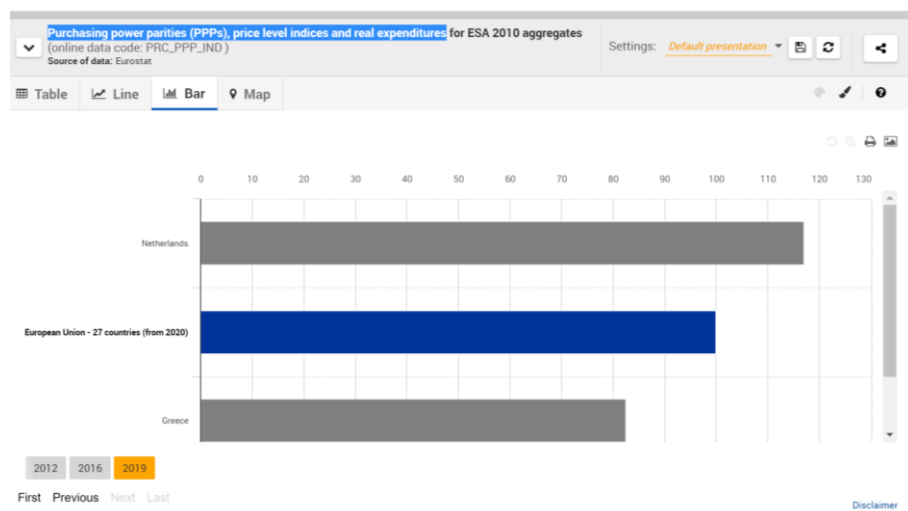 Purchasing power parities (PPPs), price level indices and real expenditures for ESA 2010 aggregates
(online data code: PRC_PPP_IND )
Source of data: Eurostat
Settings: Default presentation
Table Line Bar Map
0 10 20 30 40 50 60 70 80 90 100 110 120 130
Netherlands
European Union - 27 countries (from 2020)
Greece
2012 2016 2019
First Previous Next Last
Disclaimer